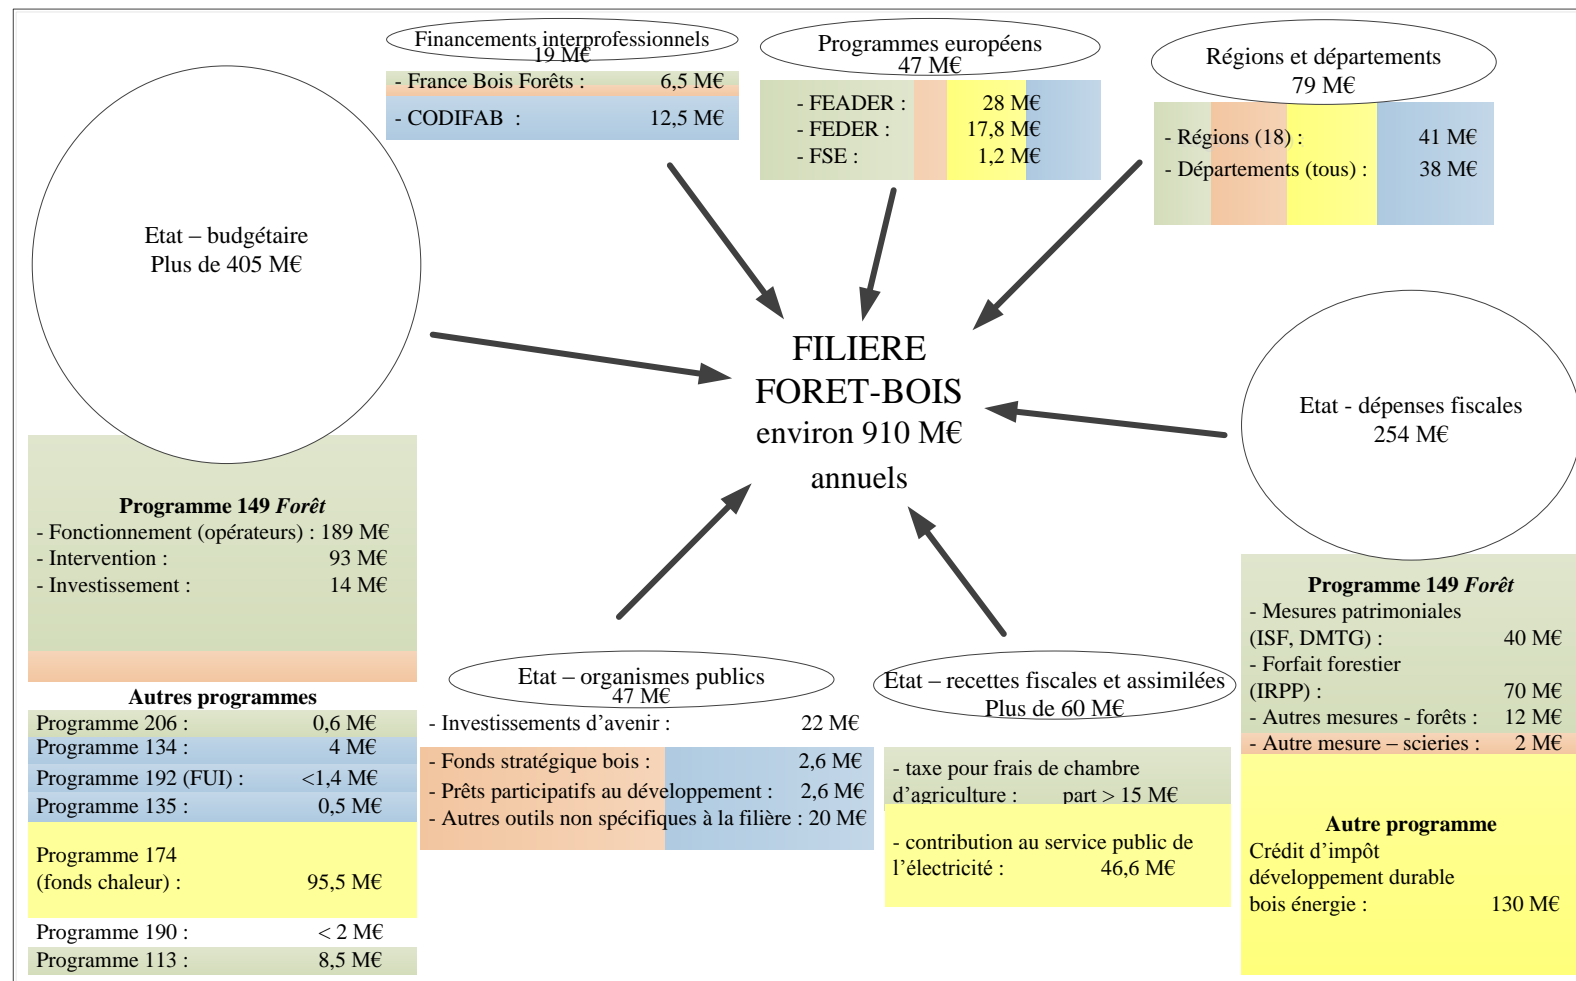 Financements interprofessionnels
19 M€
- France Bois Forêts : 6,5 M€
- CODIFAB : 12,5 M€
Programmes européens
47 M€
- FEADER : 28 M€
- FEDER : 17,8 M€
- FSE : 1,2 M€
Régions et départements
79 M€
- Régions (18) : 41 M€
- Départements (tous) : 38 M€
Etat – budgétaire
Plus de 405 M€
Programme 149 Forêt
- Fonctionnement (opérateurs) : 189 M€
- Intervention : 93 M€
- Investissement : 14 M€
Autres programmes
Programme 206 : 0,6 M€
Programme 134 : 4 M€
Programme 192 (FUI) : <1,4 M€
Programme 135 : 0,5 M€
Programme 174
(fonds chaleur) : 95,5 M€
Programme 190 : < 2 M€
Programme 113 : 8,5 M€
FILIERE
FORET-BOIS
environ 910 M€
annuels
Etat – organismes publics
47 M€
- Investissements d’avenir : 22 M€
- Fonds stratégique bois : 2,6 M€
- Prêts participatifs au développement : 2,6 M€
- Autres outils non spécifiques à la filière : 20 M€
Etat – recettes fiscales et assimilées
Plus de 60 M€
- taxe pour frais de chambre
d’agriculture : part > 15 M€
- contribution au service public de
l’électricité : 46,6 M€
Etat - dépenses fiscales
254 M€
Programme 149 Forêt
- Mesures patrimoniales
(ISF, DMTG) : 40 M€
- Forfait forestier
(IRPP) : 70 M€
- Autres mesures - forêts : 12 M€
- Autre mesure – scieries : 2 M€
Autre programme
Crédit d’impôt
développement durable
bois énergie : 130 M€